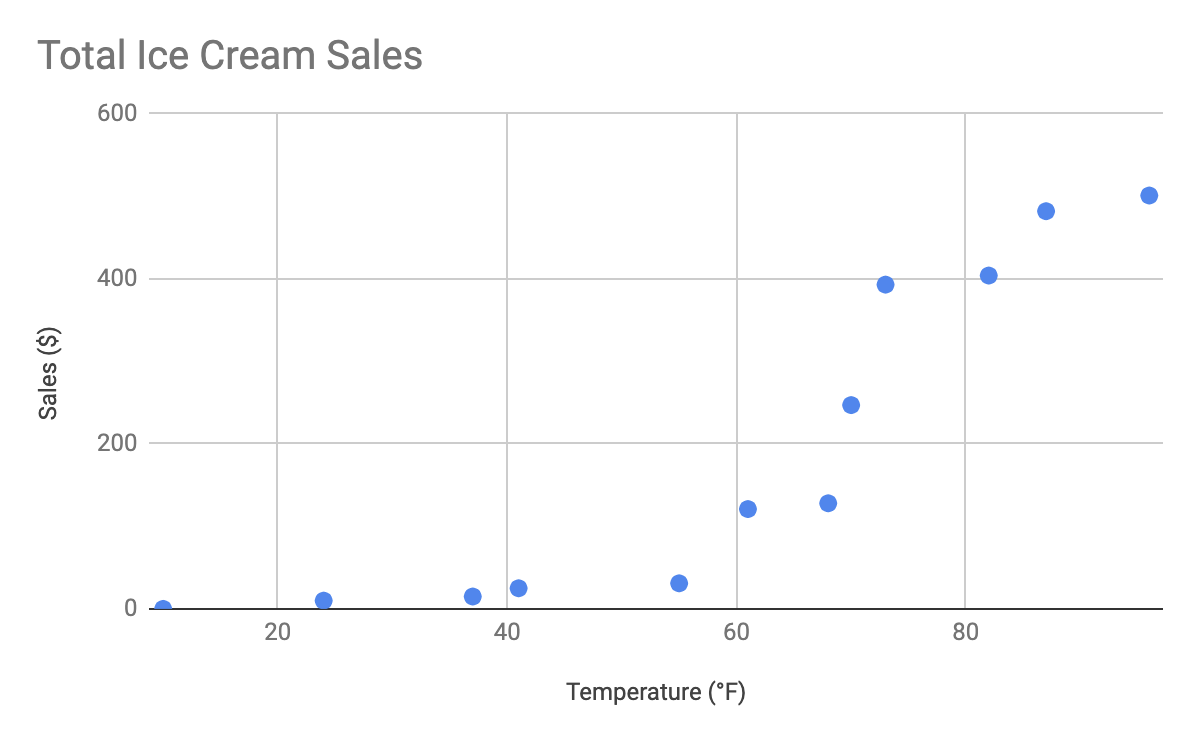 Total Ice Cream Sales
600
400
200
0
Sales ($)
20 40 60 80
Temperature (°F)